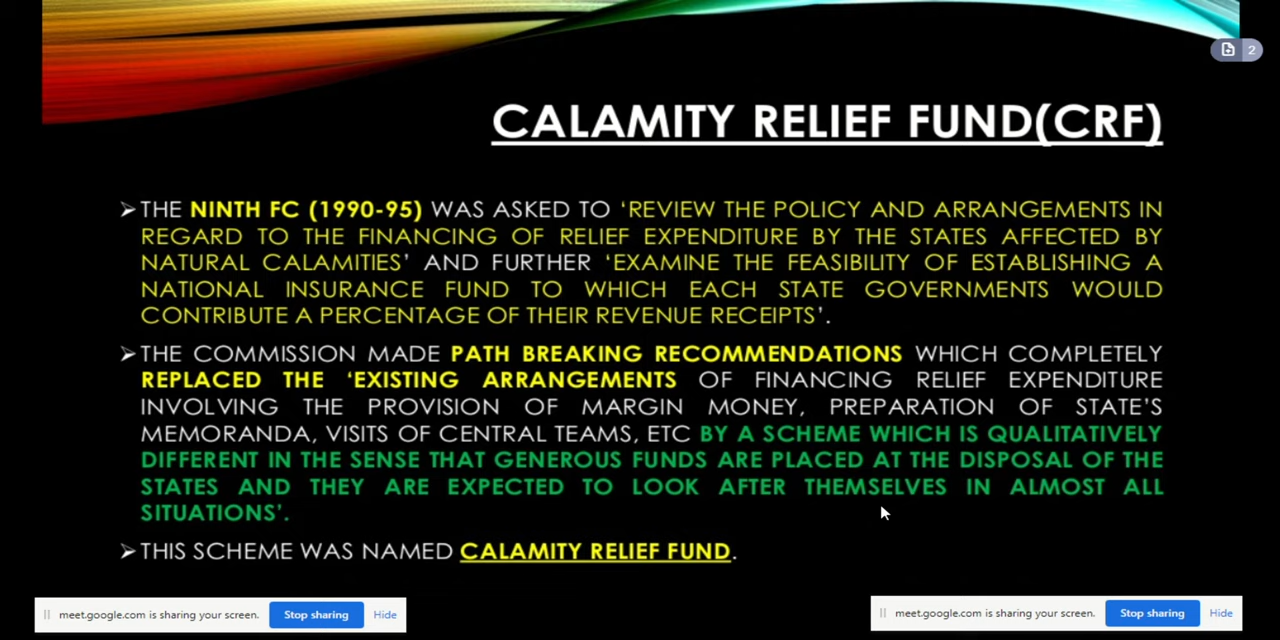 2
CALAMITY RELIEF FUND(CRF)
➢THE NINTH FC (1990-95) WAS ASKED TO ‘REVIEW THE POLICY AND ARRANGEMENTS IN
REGARD TO THE FINANCING OF RELIEF EXPENDITURE BY THE STATES AFFECTED BY
NATURAL CALAMITIES’ AND FURTHER ‘EXAMINE THE FEASIBILITY OF ESTABLISHING A
NATIONAL INSURANCE FUND TO WHICH EACH STATE GOVERNMENTS WOULD
CONTRIBUTE A PERCENTAGE OF THEIR REVENUE RECEIPTS’.
➢THE COMMISSION MADE PATH BREAKING RECOMMENDATIONS WHICH COMPLETELY
REPLACED THE ‘EXISTING ARRANGEMENTS OF FINANCING RELIEF EXPENDITURE
INVOLVING THE PROVISION OF MARGIN MONEY, PREPARATION OF STATE’S
MEMORANDA, VISITS OF CENTRAL TEAMS, ETC BY A SCHEME WHICH IS QUALITATIVELY
DIFFERENT IN THE SENSE THAT GENEROUS FUNDS ARE PLACED AT THE DISPOSAL OF THE
STATES AND THEY ARE EXPECTED TO LOOK AFTER THEMSELVES IN ALMOST ALL
SITUATIONS’.
➢THIS SCHEME WAS NAMED CALAMITY RELIEF FUND.
meet.google.com is sharing your screen. Stop sharing Hide
meet.google.com is sharing your screen. Stop sharing Hide